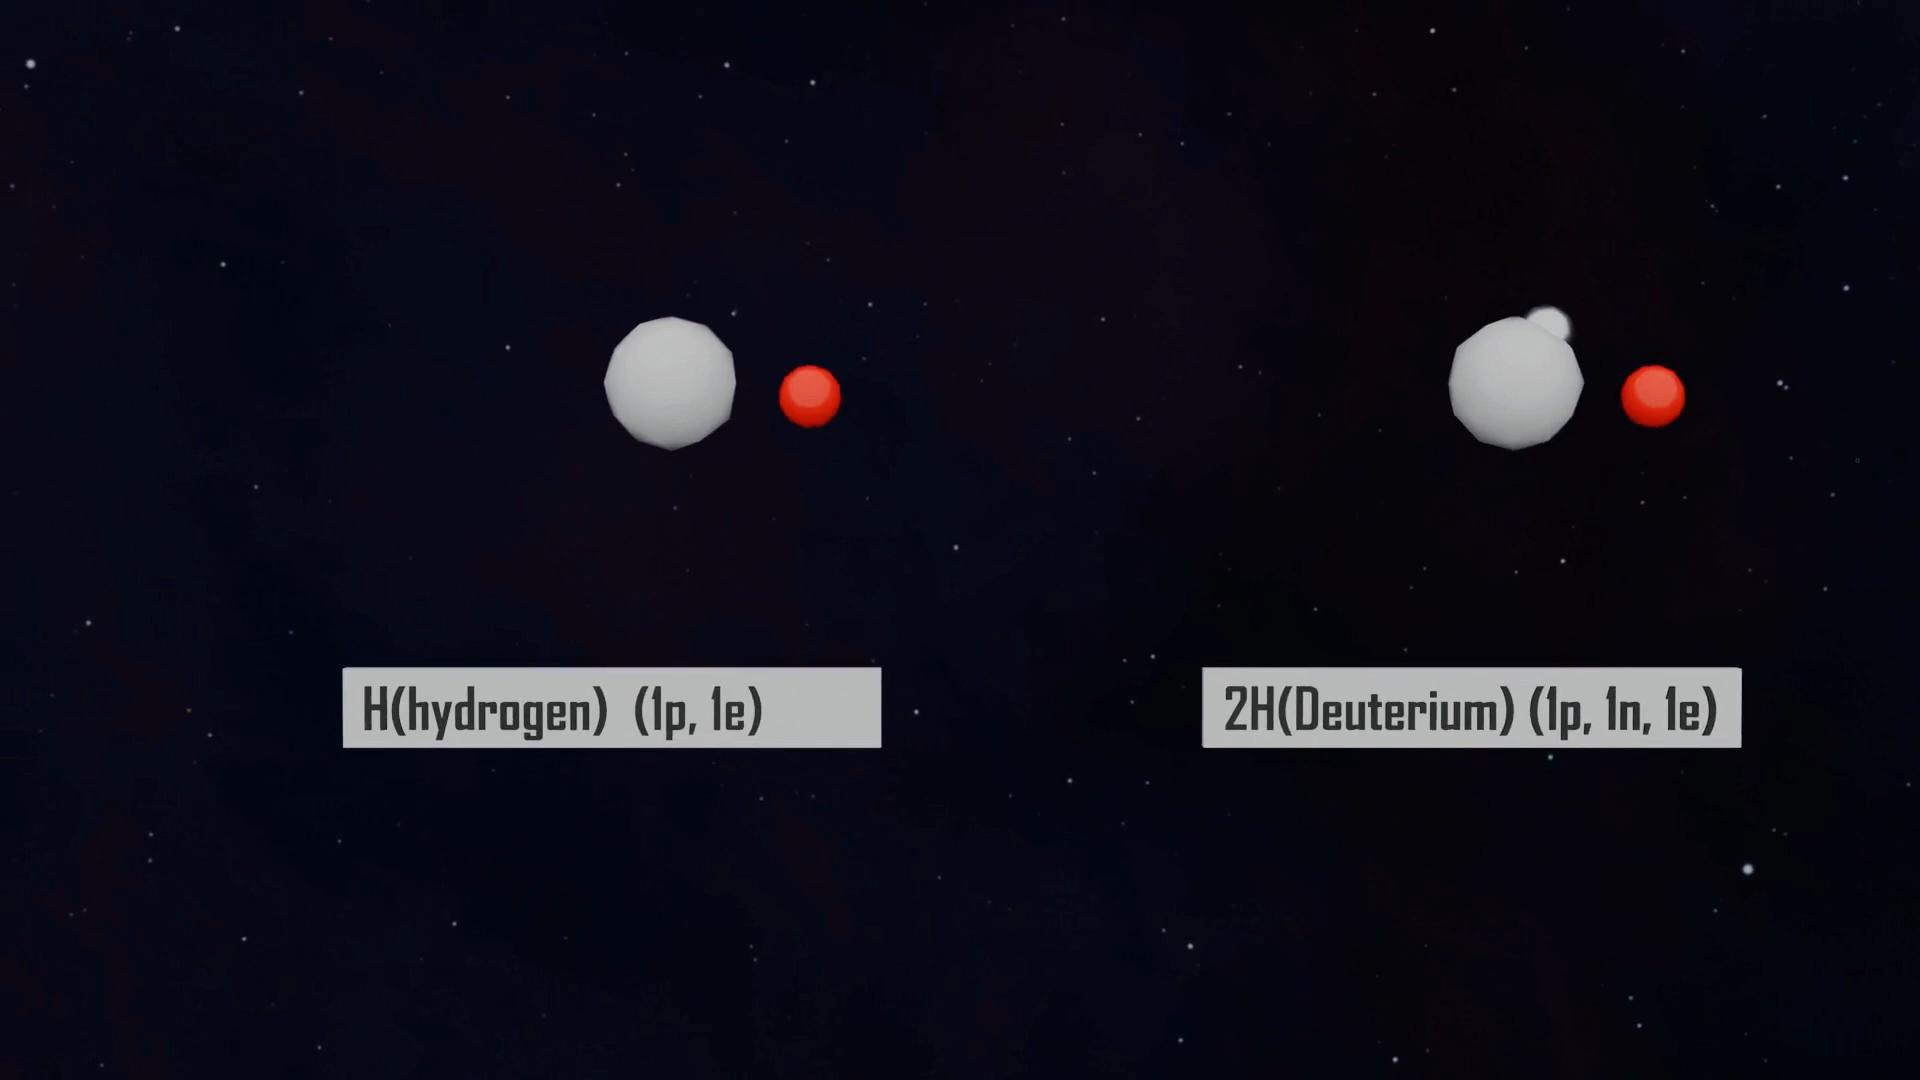 H(hydrogen) (1p, 1e)
2H(Deuterium) (1p, 1n, 1e)